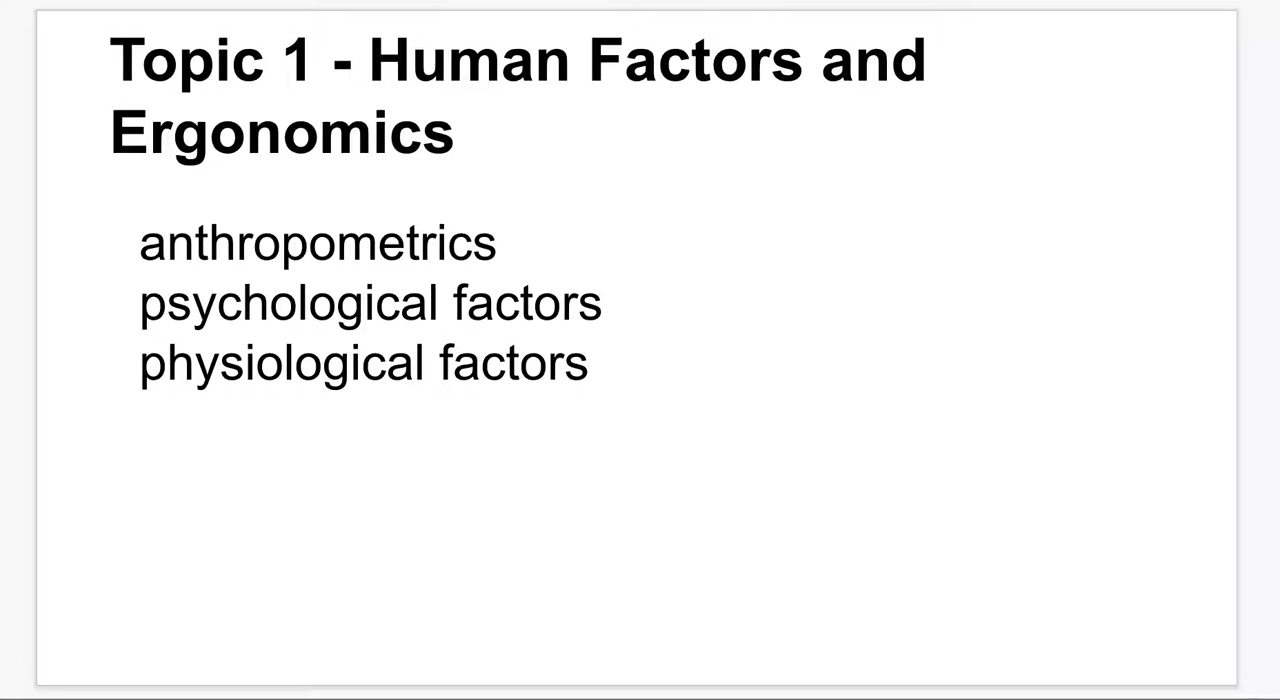 Topic 1 - Human Factors and
Ergonomics
anthropometrics
psychological factors
physiological factors